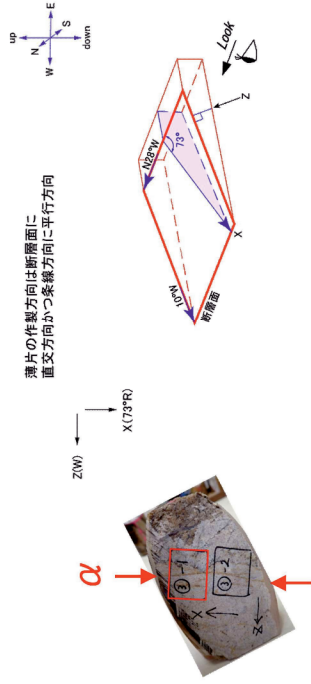 薄片の作製方向は断層面に
直交方向かつ条線方向に平行方向
up
E
N
S
W
down
Look
N28°W
73°
10°W
断層面
X
Z
Z(W)
X(73°R)
α
③-1
③-2
X
Z